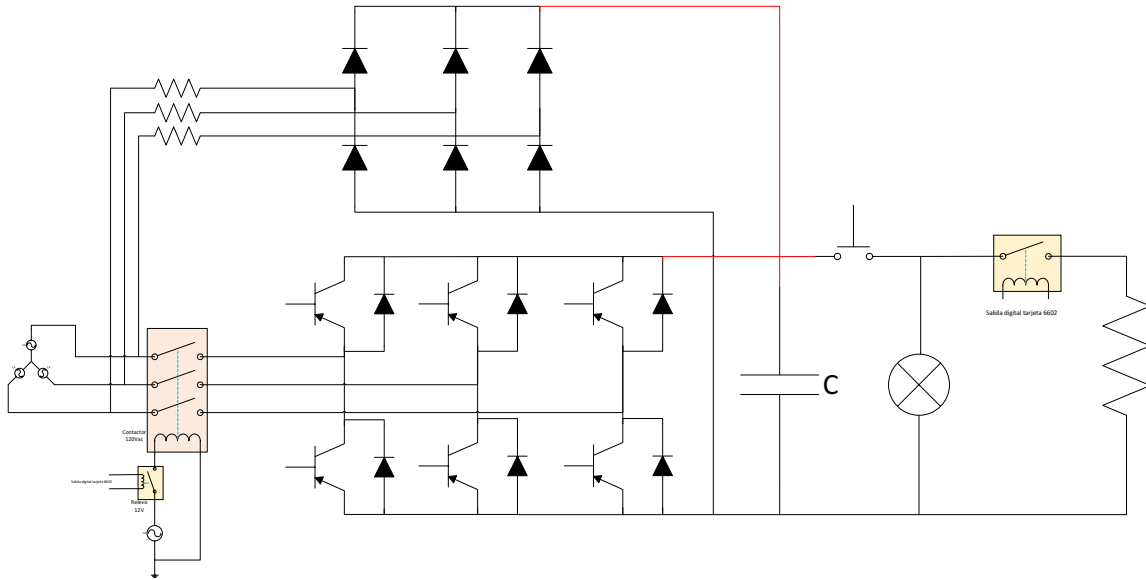 Salida digital tarjeta 6602
C
Contactor
120Vac
Salida digital tarjeta 6602
Relevo
12V